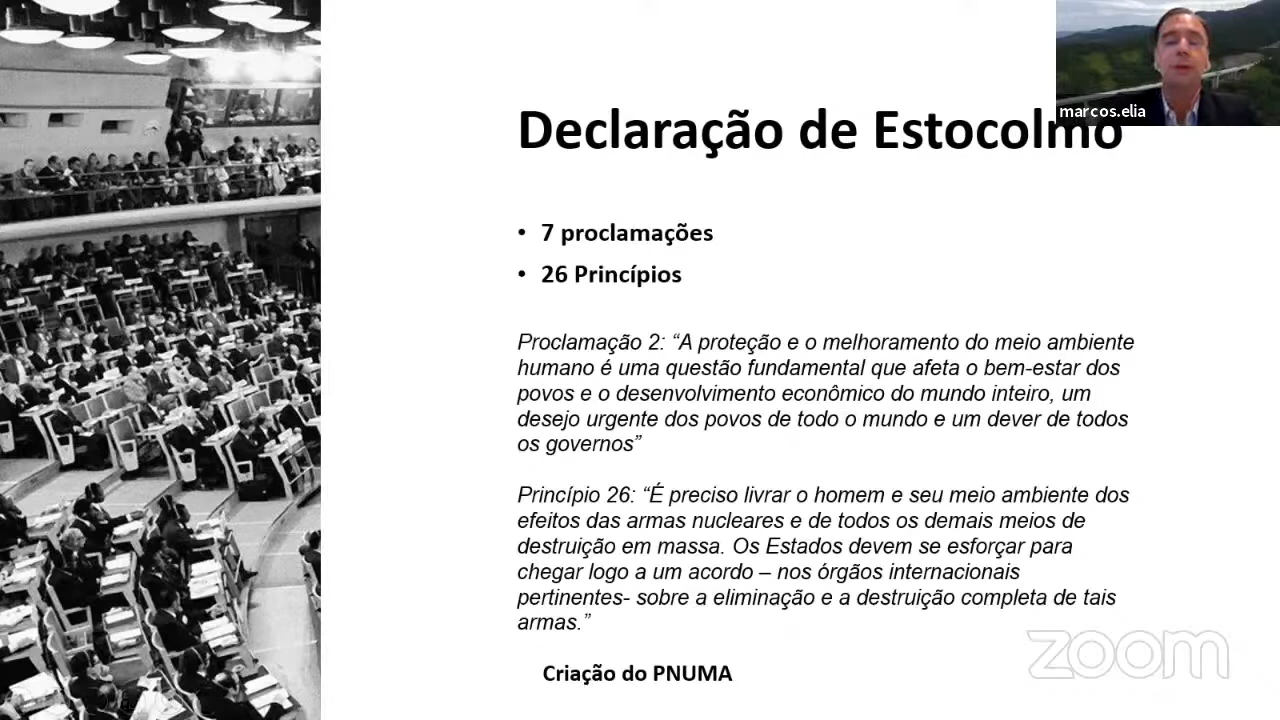 marcos.elia
Declaração de Estocolmo
• 7 proclamações
• 26 Princípios
Proclamação 2: “A proteção e o melhoramento do meio ambiente
humano é uma questão fundamental que afeta o bem-estar dos
povos e o desenvolvimento econômico do mundo inteiro, um
desejo urgente dos povos de todo o mundo e um dever de todos
os governos”
Princípio 26: “É preciso livrar o homem e seu meio ambiente dos
efeitos das armas nucleares e de todos os demais meios de
destruição em massa. Os Estados devem se esforçar para
chegar logo a um acordo – nos órgãos internacionais
pertinentes- sobre a eliminação e a destruição completa de tais
armas.”
zoom
Criação do PNUMA